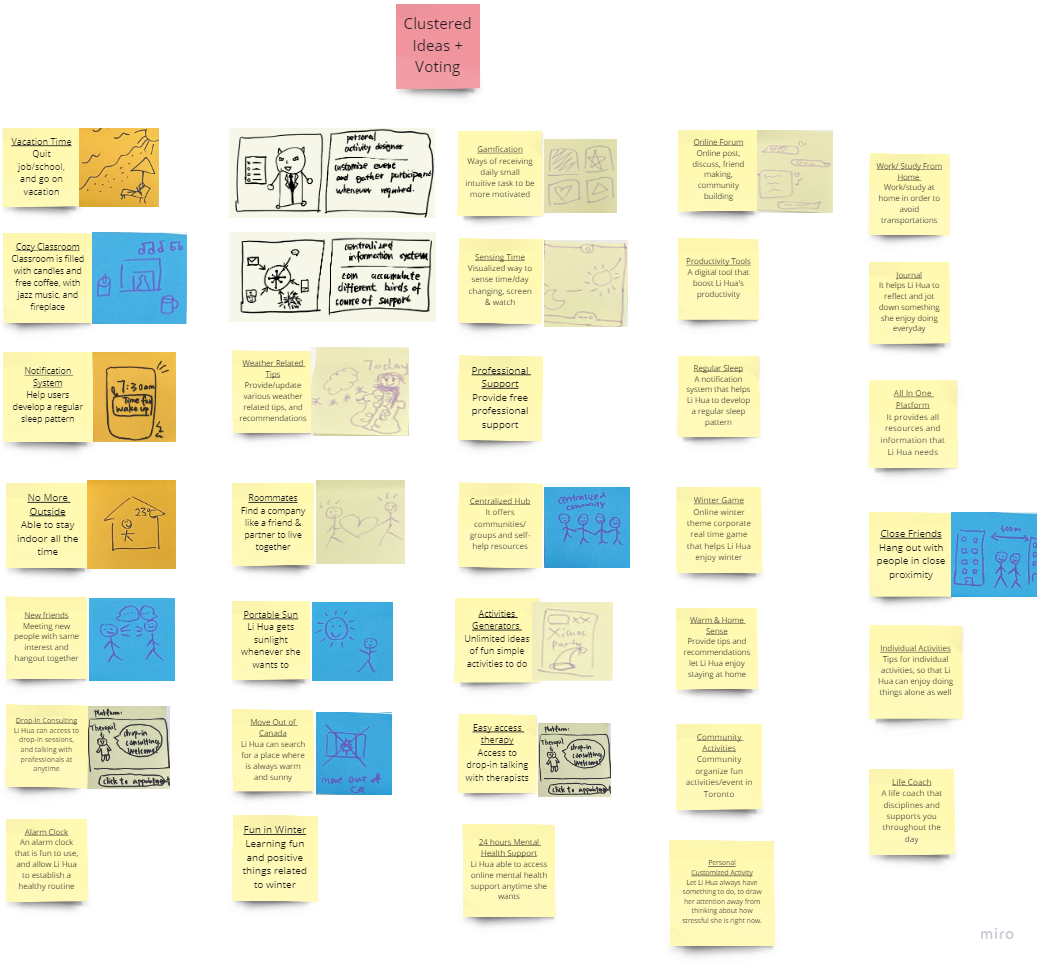 Clustered
Ideas +
Voting
Vacation Time
Quit
job/school,
and go on
vacation
Cozy Classroom
Classroom is filled
with candles and
free coffee, with
jazz music, and
fireplace
Notification
System
Help users
develop a regular
sleep pattern
7:30am
Time for
wake up
No More
Outside
Able to stay
indoor all the
time
23°
New friends
Meeting new
people with same
interest and
hangout together
Drop-In Consulting
Li Hua can access to
drop-in sessions,
and talking with
professionals at
anytime
Platform:
Therapy!
drop-in
consulting
Welcome!
click to appointment
Alarm Clock
An alarm clock
that is fun to use,
and allow Li Hua
to establish a
healthy routine
personal
activity designer
customize event
and gather participant
whenever required.
centralized
information system
can accumulate
different kinds of
course of support
Weather Related
Tips
Provide/update
various weather
related tips, and
recommendations
Today
Roommates
Find a company
like a friend &
partner to live
together
Portable Sun
Li Hua gets
sunlight
whenever she
wants to
Move Out of
Canada
Li Hua can search
for a place where
is always warm
and sunny
move out of
CA
Fun in Winter
Learning fun
and positive
things related
to winter
Gamfication
Ways of receiving
daily small
intuitive task to be
more motivated
Sensing Time
Visualized way to
sense time/day
changing, screen
& watch
Professional
Support
Provide free
professional
support
Centralized Hub
It offers
communities/
groups and self-
help resources
centralized
community
Activities
Generators
Unlimited ideas
of fun simple
activities to do
XX
Party
Easy access
therapy
Access to
drop-in talking
with therapists
Platform:
Therapy!
drop-in
consulting
Welcome!
click to appointment
24 hours Mental
Health Support
Li Hua able to access
online mental health
support anytime she
wants
Online Forum
Online post,
discuss, friend
making,
community
building
Productivity Tools
A digital tool that
boost Li Hua's
productivity
Regular Sleep
A notification
system that helps
Li Hua to develop
a regular sleep
pattern
Winter Game
Online winter
theme corporate
real time game
that helps Li Hua
enjoy winter
Warm & Home
Sense
Provide tips and
recommendations
let Li Hua enjoy
staying at home
Community
Activities
Community
organize fun
activities/event in
Toronto
Personal
Customized Activity
Let Li Hua always have
something to do, to draw
her attention away from
thinking about how
stressful she is right now.
Work/ Study From
Home
Work/study at
home in order to
avoid
transportations
Journal
It helps Li Hua to
reflect and jot
down something
she enjoy doing
everyday
All In One
Platform
It provides all
resources and
information that
Li Hua needs
Close Friends
Hang out with
people in close
proximity
500m
Individual Activities
Tips for individual
activities, so that Li
Hua can enjoy doing
things alone as well
Life Coach
A life coach that
disciplines and
supports you
throughout the
day
miro